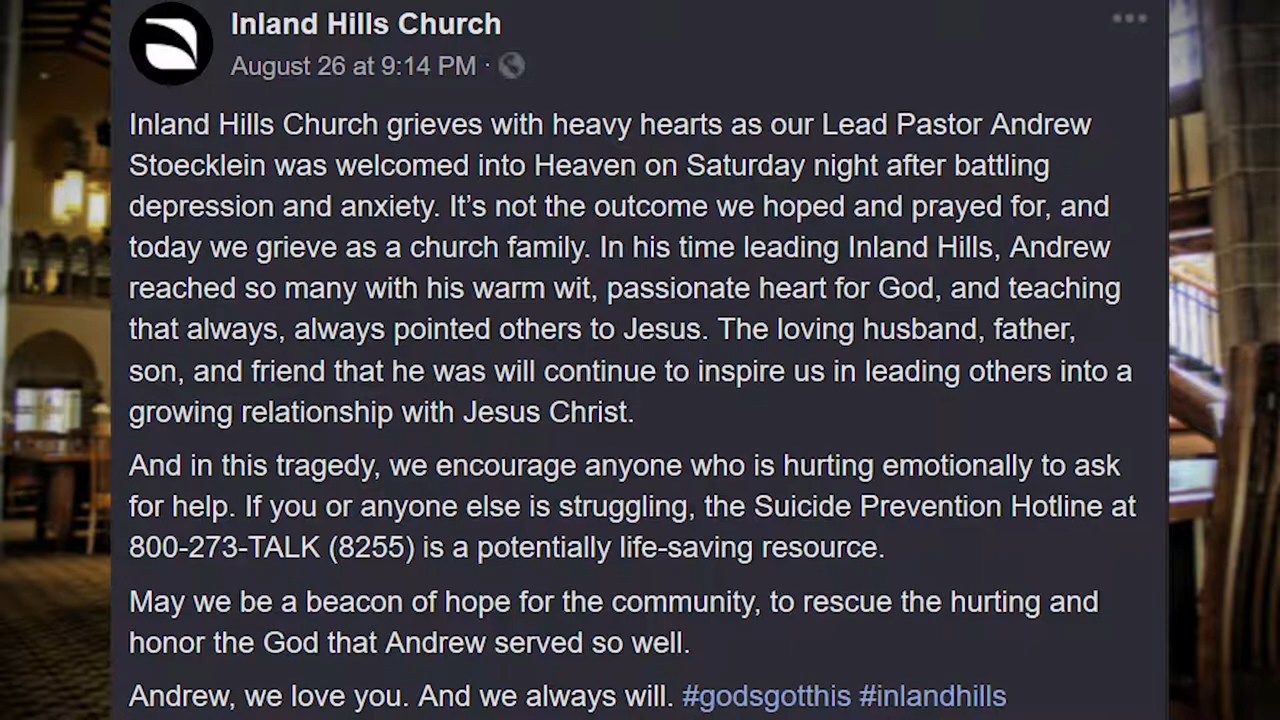 Inland Hills Church
August 26 at 9:14 PM ·
Inland Hills Church grieves with heavy hearts as our Lead Pastor Andrew
Stoecklein was welcomed into Heaven on Saturday night after battling
depression and anxiety. It’s not the outcome we hoped and prayed for, and
today we grieve as a church family. In his time leading Inland Hills, Andrew
reached so many with his warm wit, passionate heart for God, and teaching
that always, always pointed others to Jesus. The loving husband, father,
son, and friend that he was will continue to inspire us in leading others into a
growing relationship with Jesus Christ.
And in this tragedy, we encourage anyone who is hurting emotionally to ask
for help. If you or anyone else is struggling, the Suicide Prevention Hotline at
800-273-TALK (8255) is a potentially life-saving resource.
May we be a beacon of hope for the community, to rescue the hurting and
honor the God that Andrew served so well.
Andrew, we love you. And we always will. #godsgotthis #inlandhills